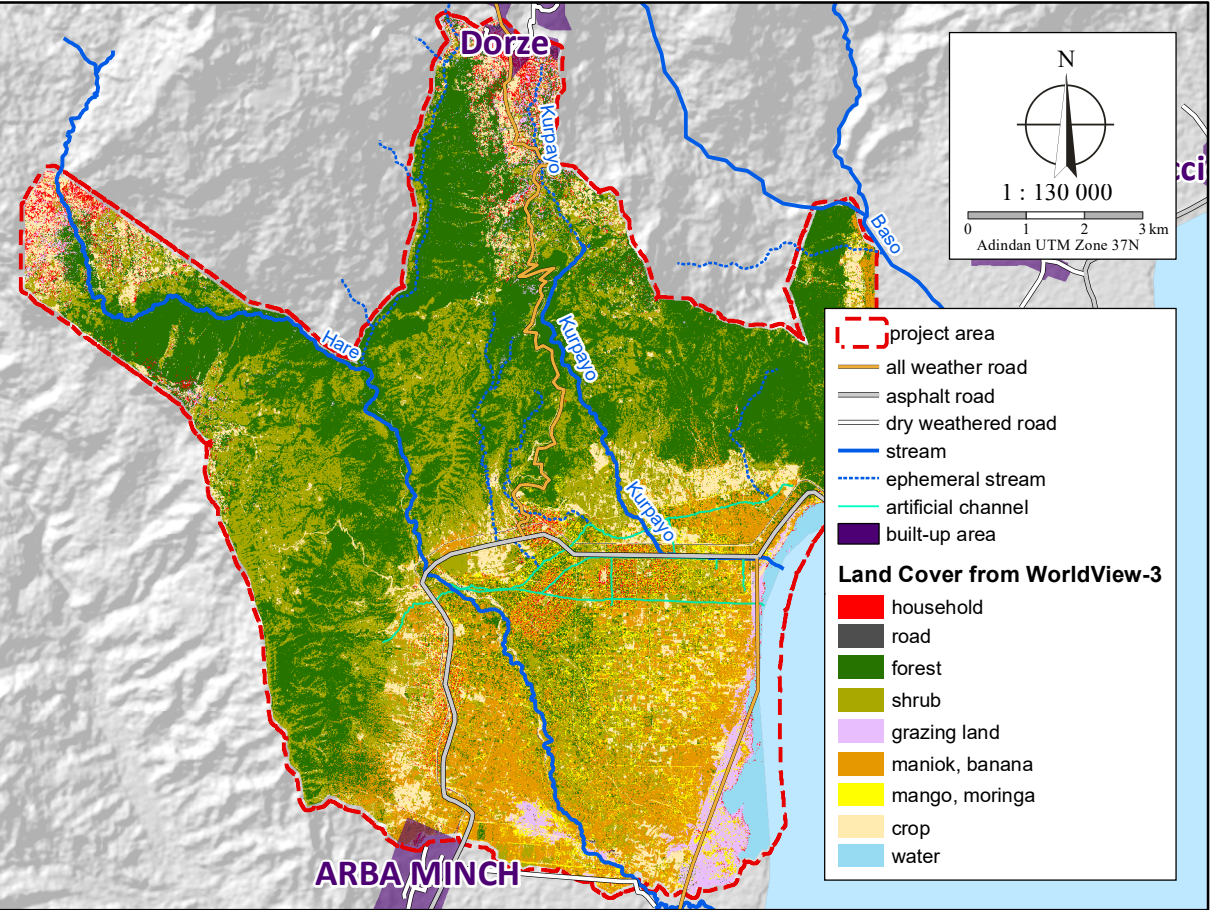 Dorze
N
Kurpayo
cci
1 : 130 000
Baso
0 1 2 3 km
Adindan UTM Zone 37N
Hare
Kurpayo
project area
all weather road
asphalt road
dry weathered road
stream
Kurpayo
ephemeral stream
artificial channel
built-up area
Land Cover from WorldView-3
household
road
forest
shrub
grazing land
maniok, banana
mango, moringa
crop
water
ARBA MINCH